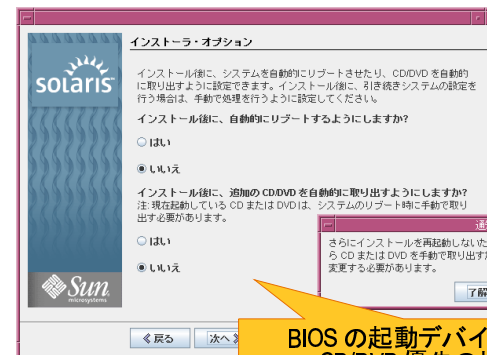 インストーラ・オプション
solaris
インストール後に、システムを自動的にリブートさせたり、CD/DVD を自動的
に取り出すように設定できます。インストール後に、引き続きシステムの設定を
行う場合は、手動で処理を行うように設定してください。
インストール後に、自動的にリブートするようにしますか?
はい
いいえ
インストール後に、追加の CD/DVD を自動的に取り出すようにしますか?
注:現在起動している CD または DVD は、システムのリブート時に手動で取り
出す必要があります。
はい
いいえ
さらにインストールを再起動しないた
ら CD または DVD を手動で取り出す
変更する必要があります。
了解
Sun
microsystems
戻る
次へ
BIOS の起動デバイ
CD/DVD 優先の